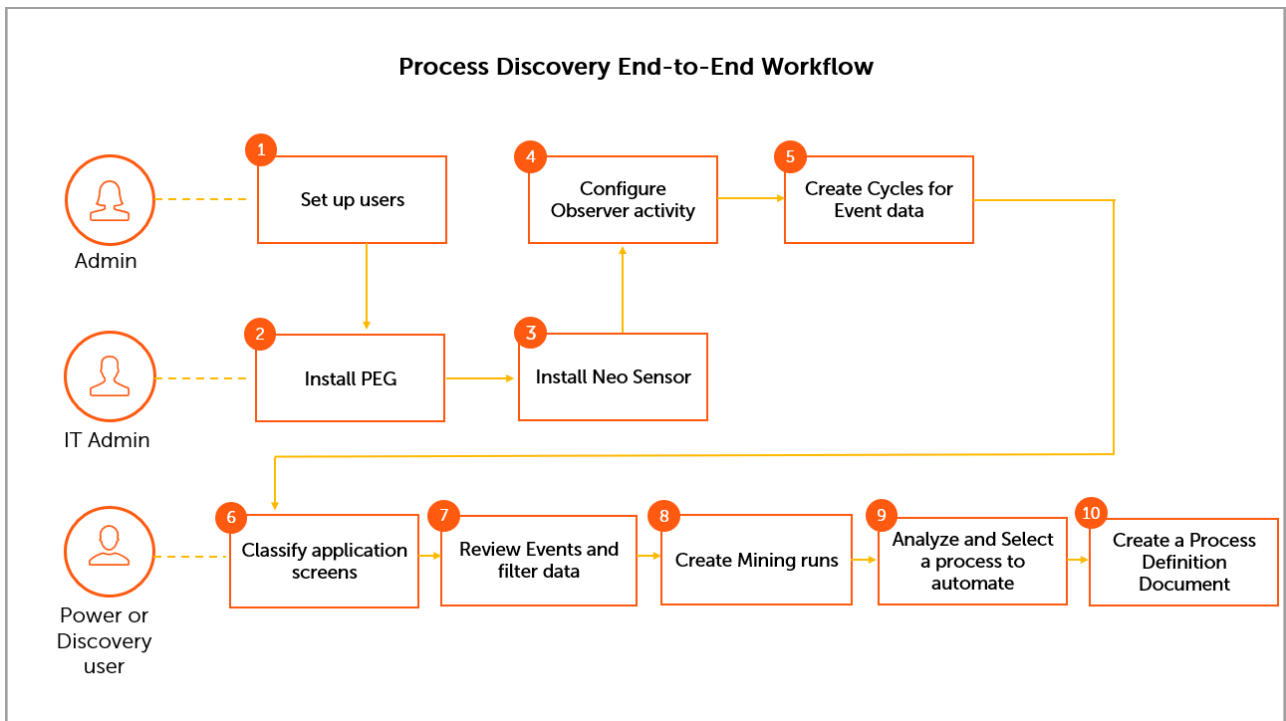 Process Discovery End-to-End Workflow
1
Set up users
4
Configure
Observer activity
5
Create Cycles for
Event data
Admin
2
Install PEG
3
Install Neo Sensor
IT Admin
6
Classify application
screens
7
Review Events and
filter data
8
Create Mining runs
9
Analyze and Select
a process to
automate
10
Create a Process
Definition
Document
Power or
Discovery
user